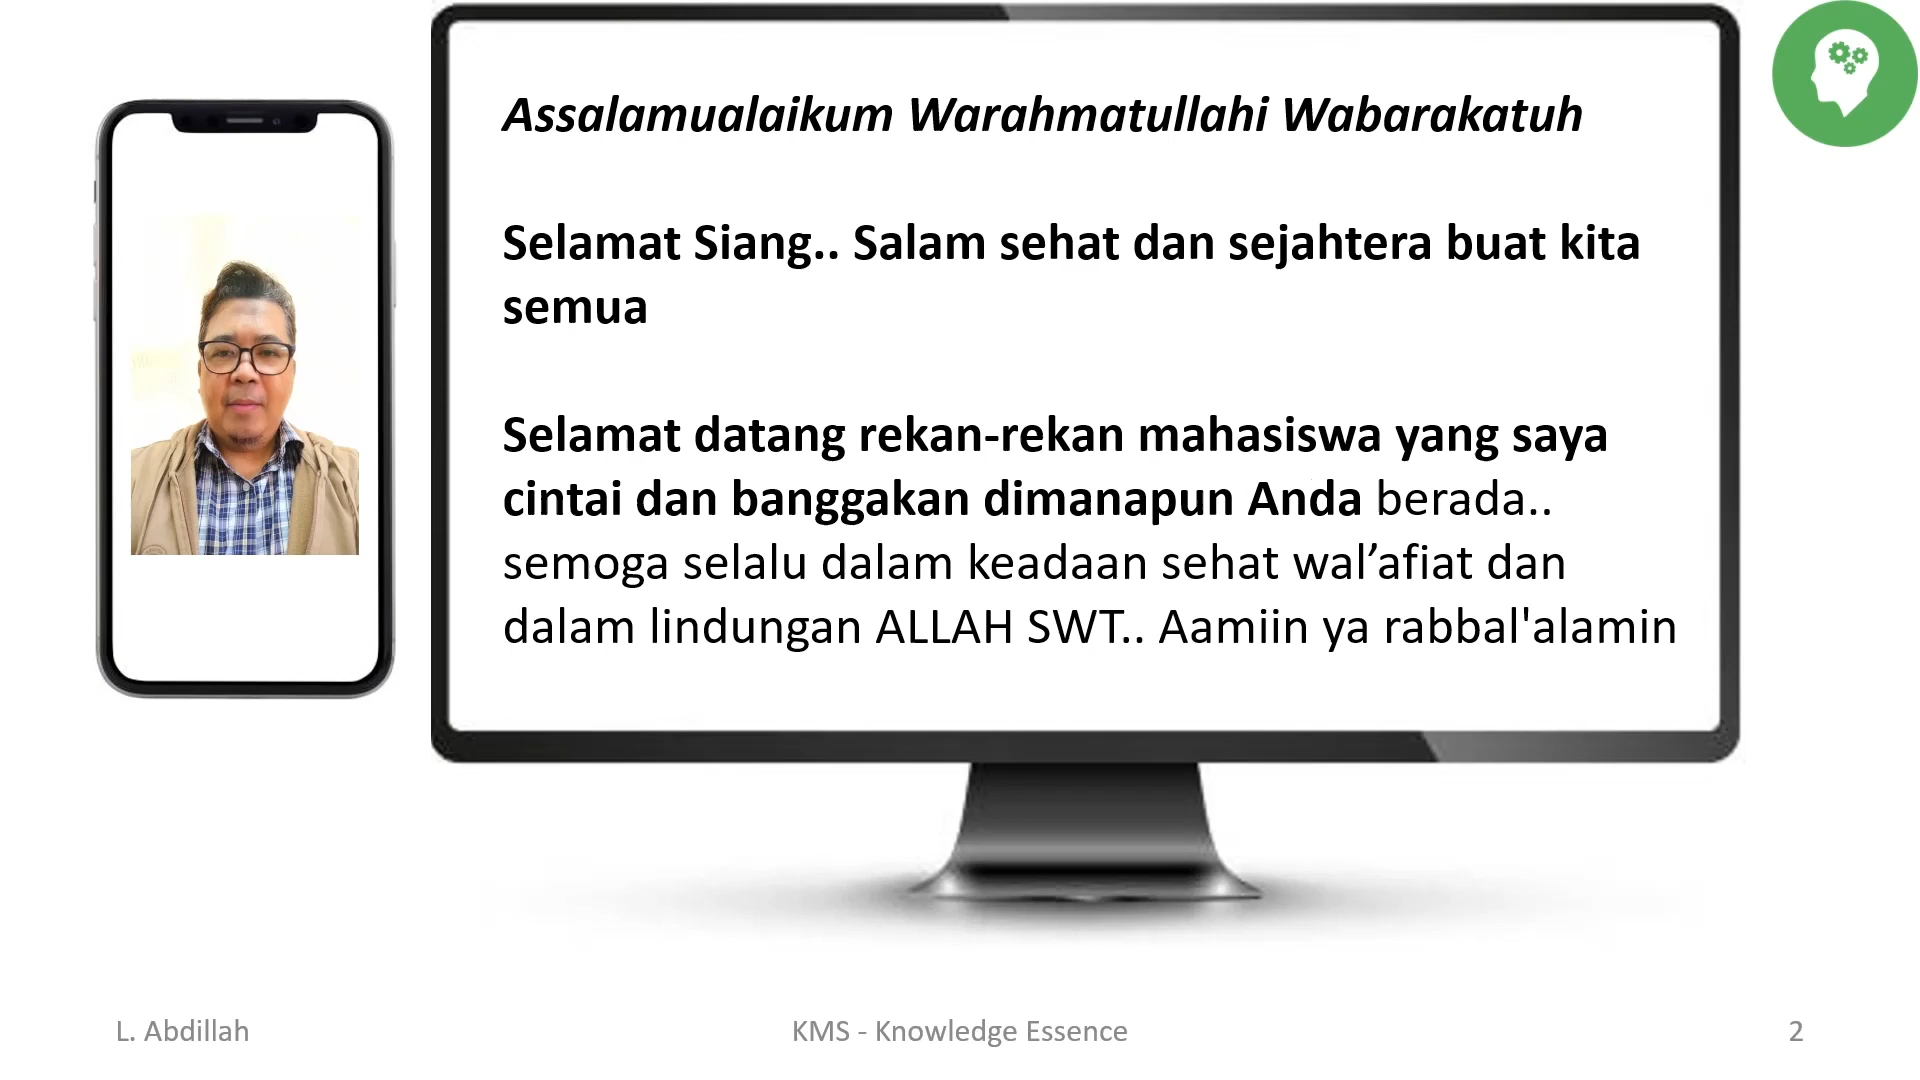 Assalamualaikum Warahmatullahi Wabarakatuh
Selamat Siang.. Salam sehat dan sejahtera buat kita
semua
Selamat datang rekan-rekan mahasiswa yang saya
cintai dan banggakan dimanapun Anda berada..
semoga selalu dalam keadaan sehat wal’afiat dan
dalam lindungan ALLAH SWT.. Aamiin ya rabbal'alamin
L. Abdillah
KMS - Knowledge Essence
2